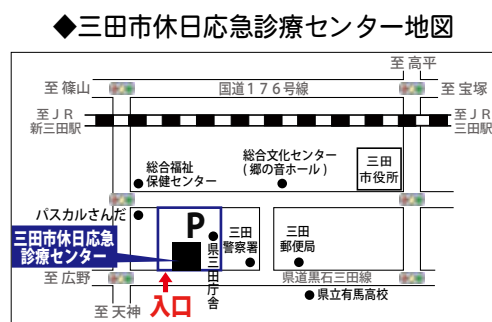 ◆三田市休日応急診療センター地図
至 高平
至 篠山
国道１７６号線
至 宝塚
至ＪＲ
新三田駅
至ＪＲ
三田駅
総合福祉
保健センター
総合文化センター
(郷の音ホール)
三田
市役所
パスカルさんだ
P
県三田庁舎
三田
警察署
三田
郵便局
三田市休日応急
診療センター
至 広野
県道黒石三田線
至 天神
入口
県立有馬高校